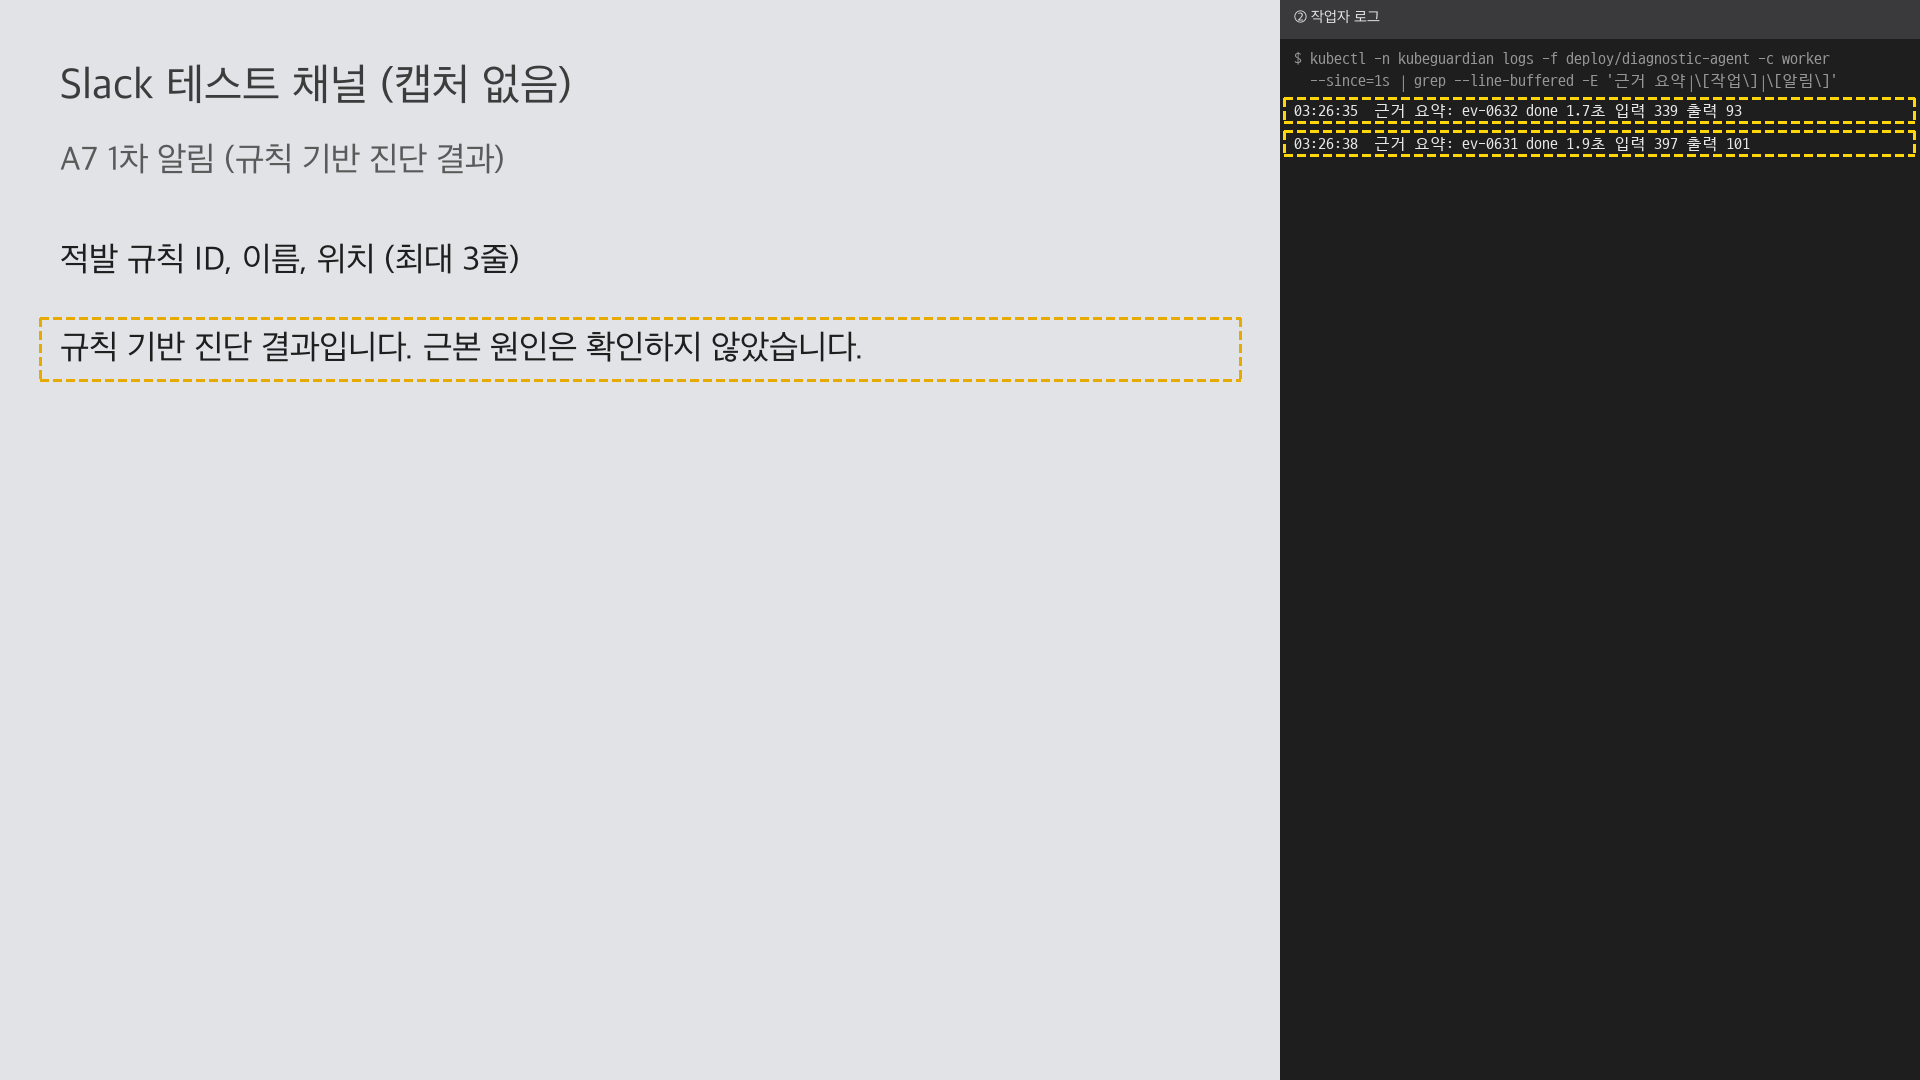 Slack 테스트 채널 (캡처 없음)
A7 1차 알림 (규칙 기반 진단 결과)
적발 규칙 ID, 이름, 위치 (최대 3줄)
규칙 기반 진단 결과입니다. 근본 원인은 확인하지 않았습니다.
② 작업자 로그
$ kubectl -n kubeguardian logs -f deploy/diagnostic-agent -c worker
--since=1s | grep --line-buffered -E '근거 요약|\[작업\]|\[알림\]'
03:26:35 근거 요약: ev-0632 done 1.7초 입력 339 출력 93
03:26:38 근거 요약: ev-0631 done 1.9초 입력 397 출력 101